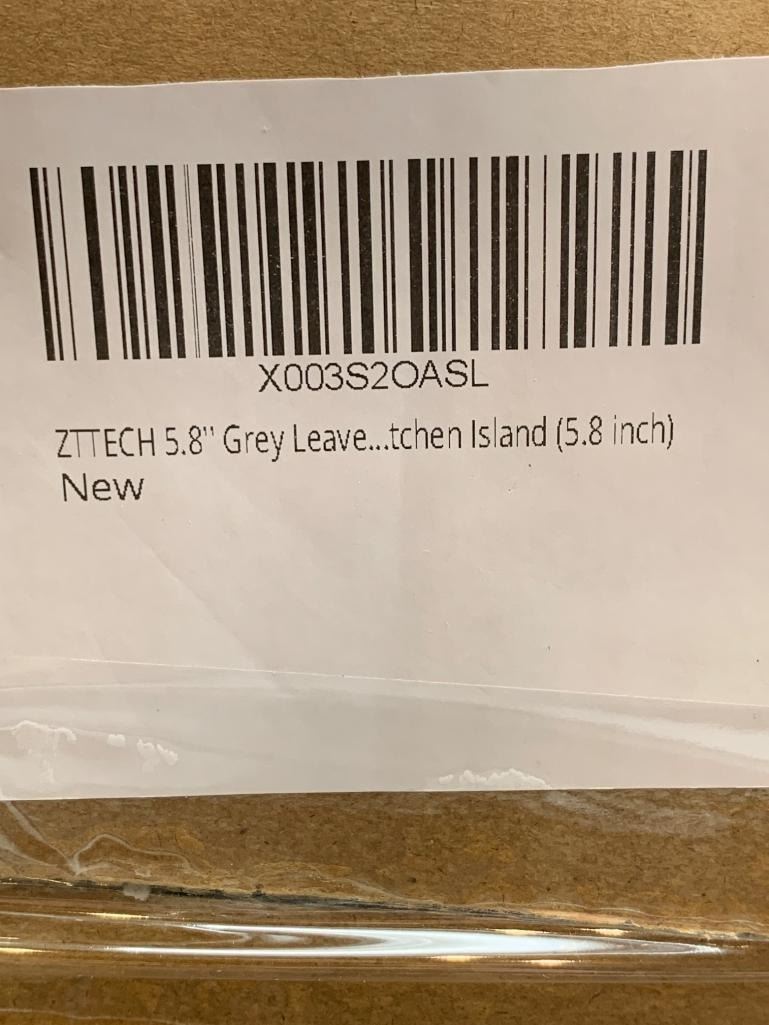 X003S2OASL
ZTTECH 5.8" Grey Leave...tchen Island (5.8 inch)
New